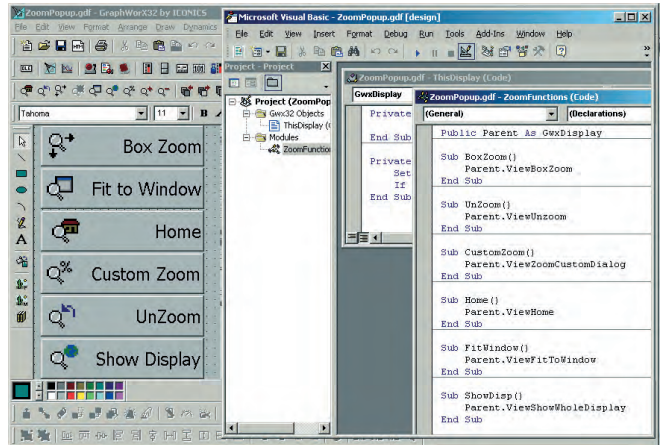 ZoomPopup.gdf - GraphWorX32 by ICONICS
File Edit View Format Arrange Draw Dynamics
Tahoma 11 B
Box Zoom
Fit to Window
Home
Custom Zoom
UnZoom
Show Display
Microsoft Visual Basic - ZoomPopup.gdf [design]
File Edit View Insert Format Debug Run Tools Add-Ins Window Help
Project - Project
Project (ZoomPop
Gwx32 Objects
ThisDisplay (
Modules
ZoomFunctio
ZoomPopup.gdf - ThisDisplay (Code)
GwxDisplay
Private
End Sub
Private
Set
If
End Sub
ZoomPopup.gdf - ZoomFunctions (Code)
(General) (Declarations)
Public Parent As GwxDisplay
Sub BoxZoom()
Parent.ViewBoxZoom
End Sub
Sub UnZoom()
Parent.ViewUnzoom
End Sub
Sub CustomZoom()
Parent.ViewZoomCustomDialog
End Sub
Sub Home()
Parent.ViewHome
End Sub
Sub FitWindow()
Parent.ViewFitToWindow
End Sub
Sub ShowDisp()
Parent.ViewShowWholeDisplay
End Sub